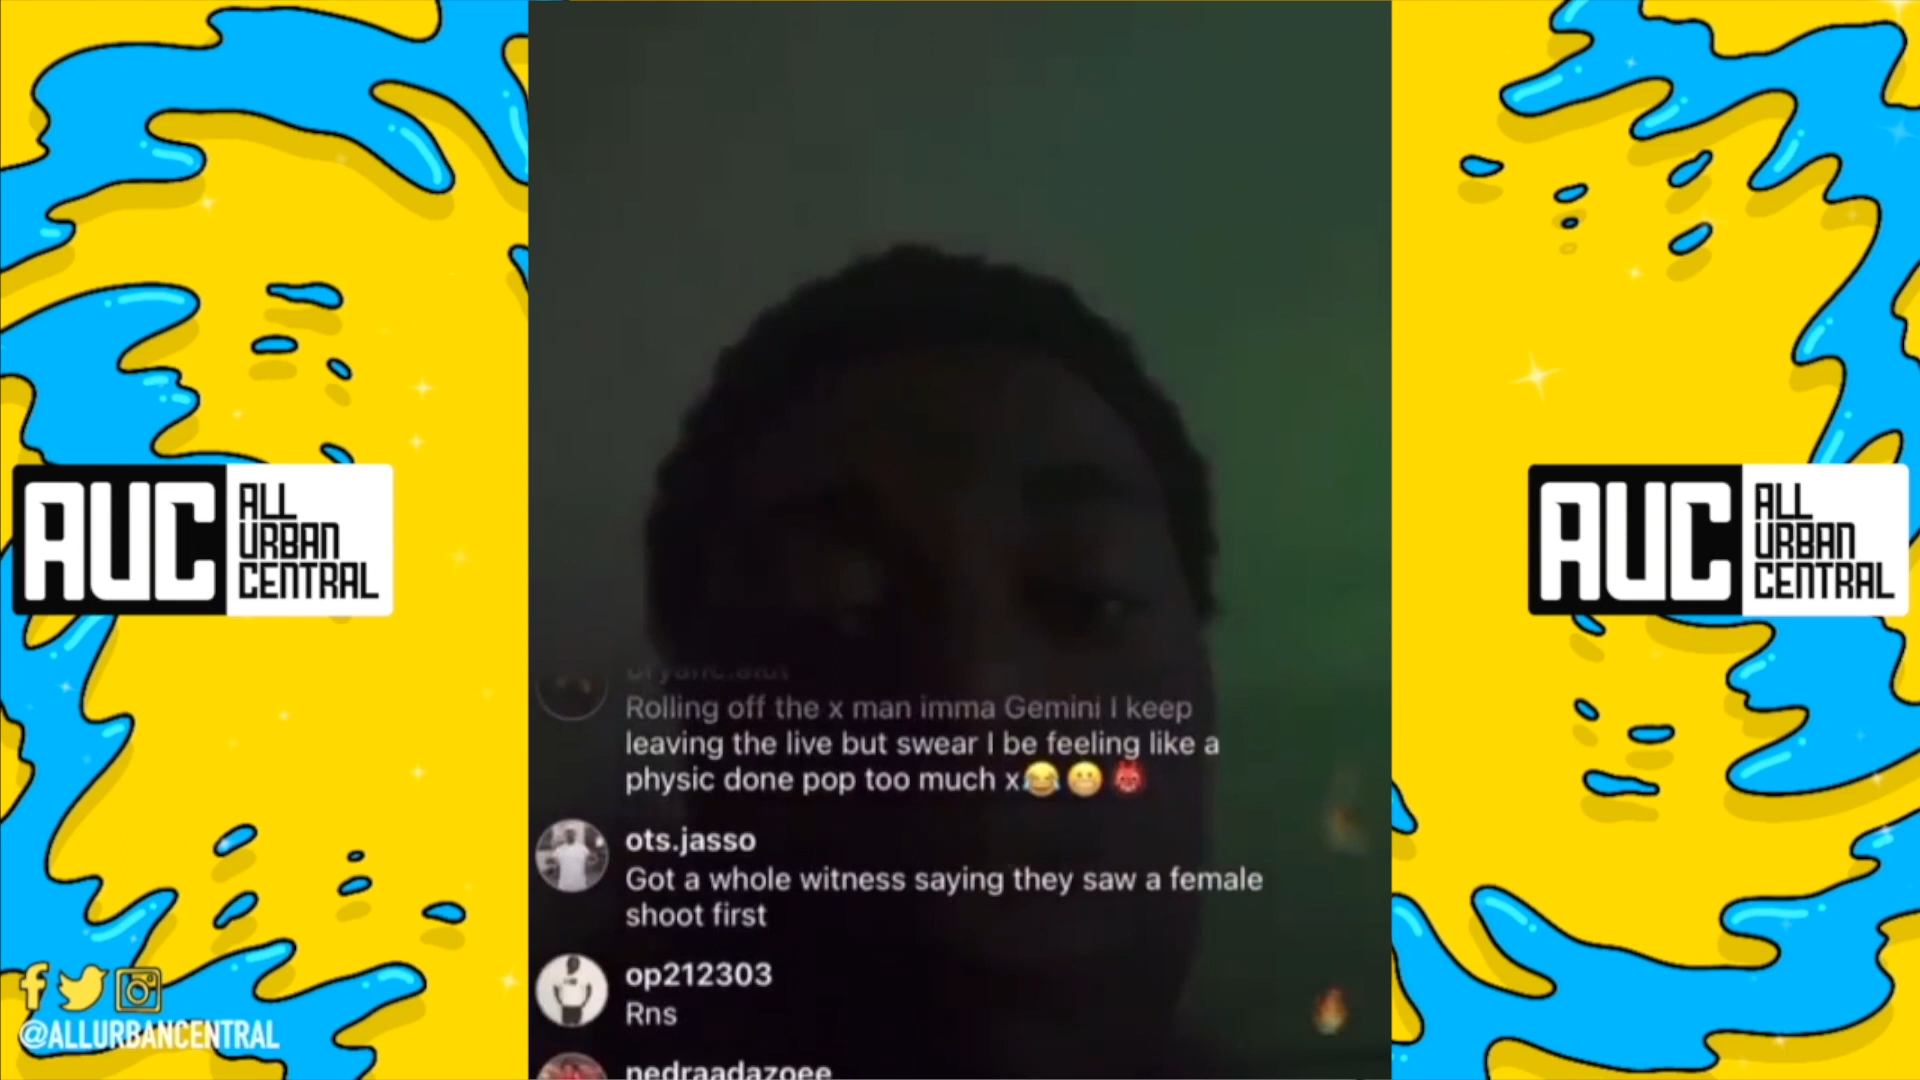 AUC
ALL
URBAN
CENTRAL
Rolling off the x man imma Gemini I keep
leaving the live but swear I be feeling like a
physic done pop too much x😂😬👹
ots.jasso
Got a whole witness saying they saw a female
shoot first
op212303
Rns
nedraadazoee
AUC
ALL
URBAN
CENTRAL
@ALLURBANCENTRAL